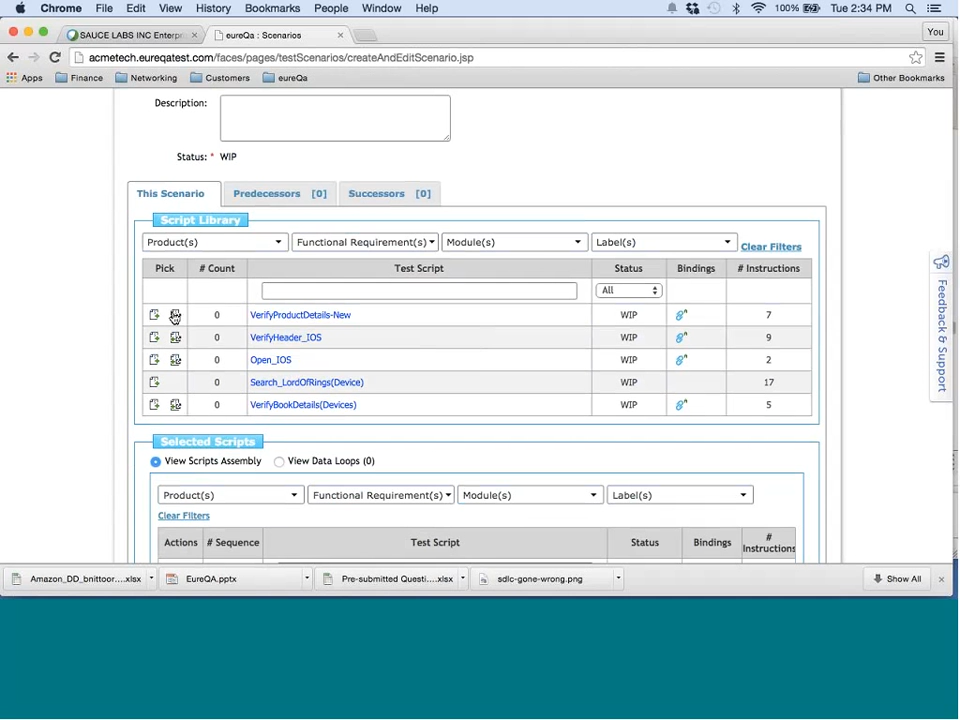 Chrome File Edit View History Bookmarks People Window Help 100% Tue 2:34 PM
SAUCE LABS INC Enterpr eureQa : Scenarios You
acmetech.eureqatest.com/faces/pages/testScenarios/createAndEditScenario.jsp
Apps Finance Networking Customers eureQa Other Bookmarks
Description:
Status: * WIP
This Scenario Predecessors [0] Successors [0]
Script Library
Product(s) Functional Requirement(s) Module(s) Label(s) Clear Filters
Pick # Count Test Script Status Bindings # Instructions
All
0 VerifyProductDetails-New WIP 7
0 VerifyHeader_IOS WIP 9
0 Open_IOS WIP 2
0 Search_LordOfRings(Device) WIP 17
0 VerifyBookDetails(Devices) WIP 5
Feedback & Support
Selected Scripts
View Scripts Assembly View Data Loops (0)
Product(s) Functional Requirement(s) Module(s) Label(s)
Clear Filters
Actions # Sequence Test Script Status Bindings # Instructions
Amazon_DD_bnittoor....xlsx EureQA.pptx Pre-submitted Questi....xlsx sdlc-gone-wrong.png Show All